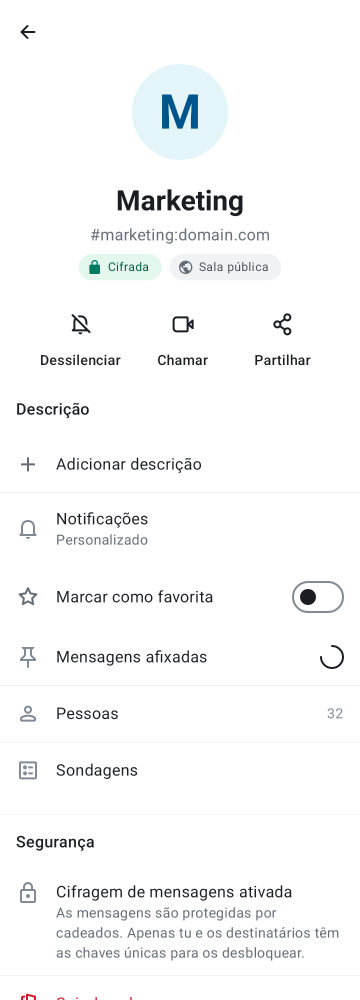 M
Marketing
#marketing:domain.com
Cifrada Sala pública
Dessilenciar Chamar Partilhar
Descrição
Adicionar descrição
Notificações
Personalizado
Marcar como favorita
Mensagens afixadas
Pessoas 32
Sondagens
Segurança
Cifragem de mensagens ativada
As mensagens são protegidas por
cadeados. Apenas tu e os destinatários têm
as chaves únicas para os desbloquear.